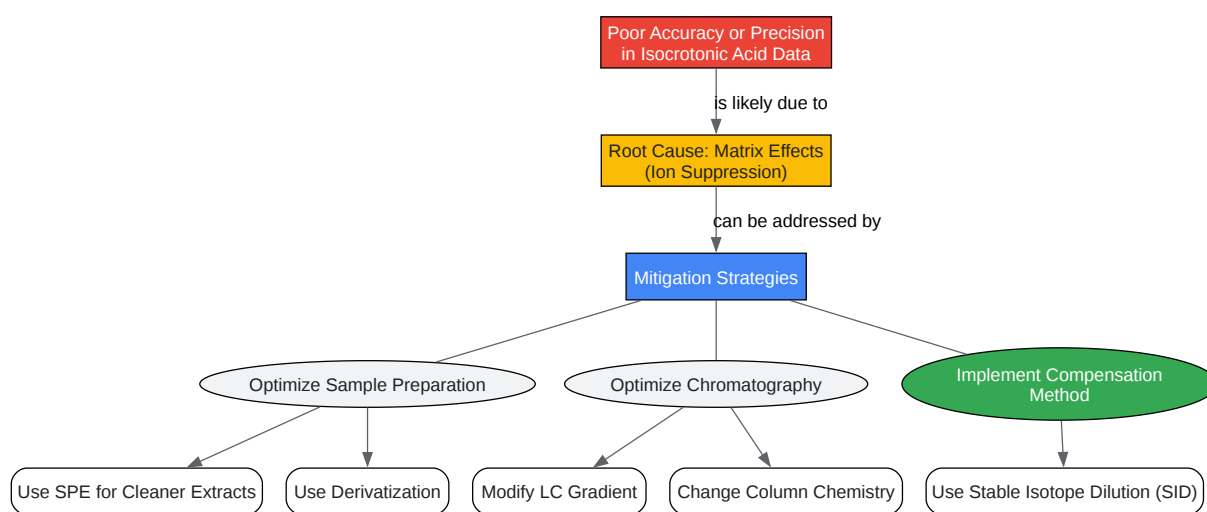 Poor Accuracy or Precision
in Isocrotonic Acid Data
is likely due to
Root Cause: Matrix Effects
(Ion Suppression)
can be addressed by
Mitigation Strategies
Optimize Sample Preparation
Optimize Chromatography
Implement Compensation
Method
Use SPE for Cleaner Extracts
Use Derivatization
Modify LC Gradient
Change Column Chemistry
Use Stable Isotope Dilution (SID)